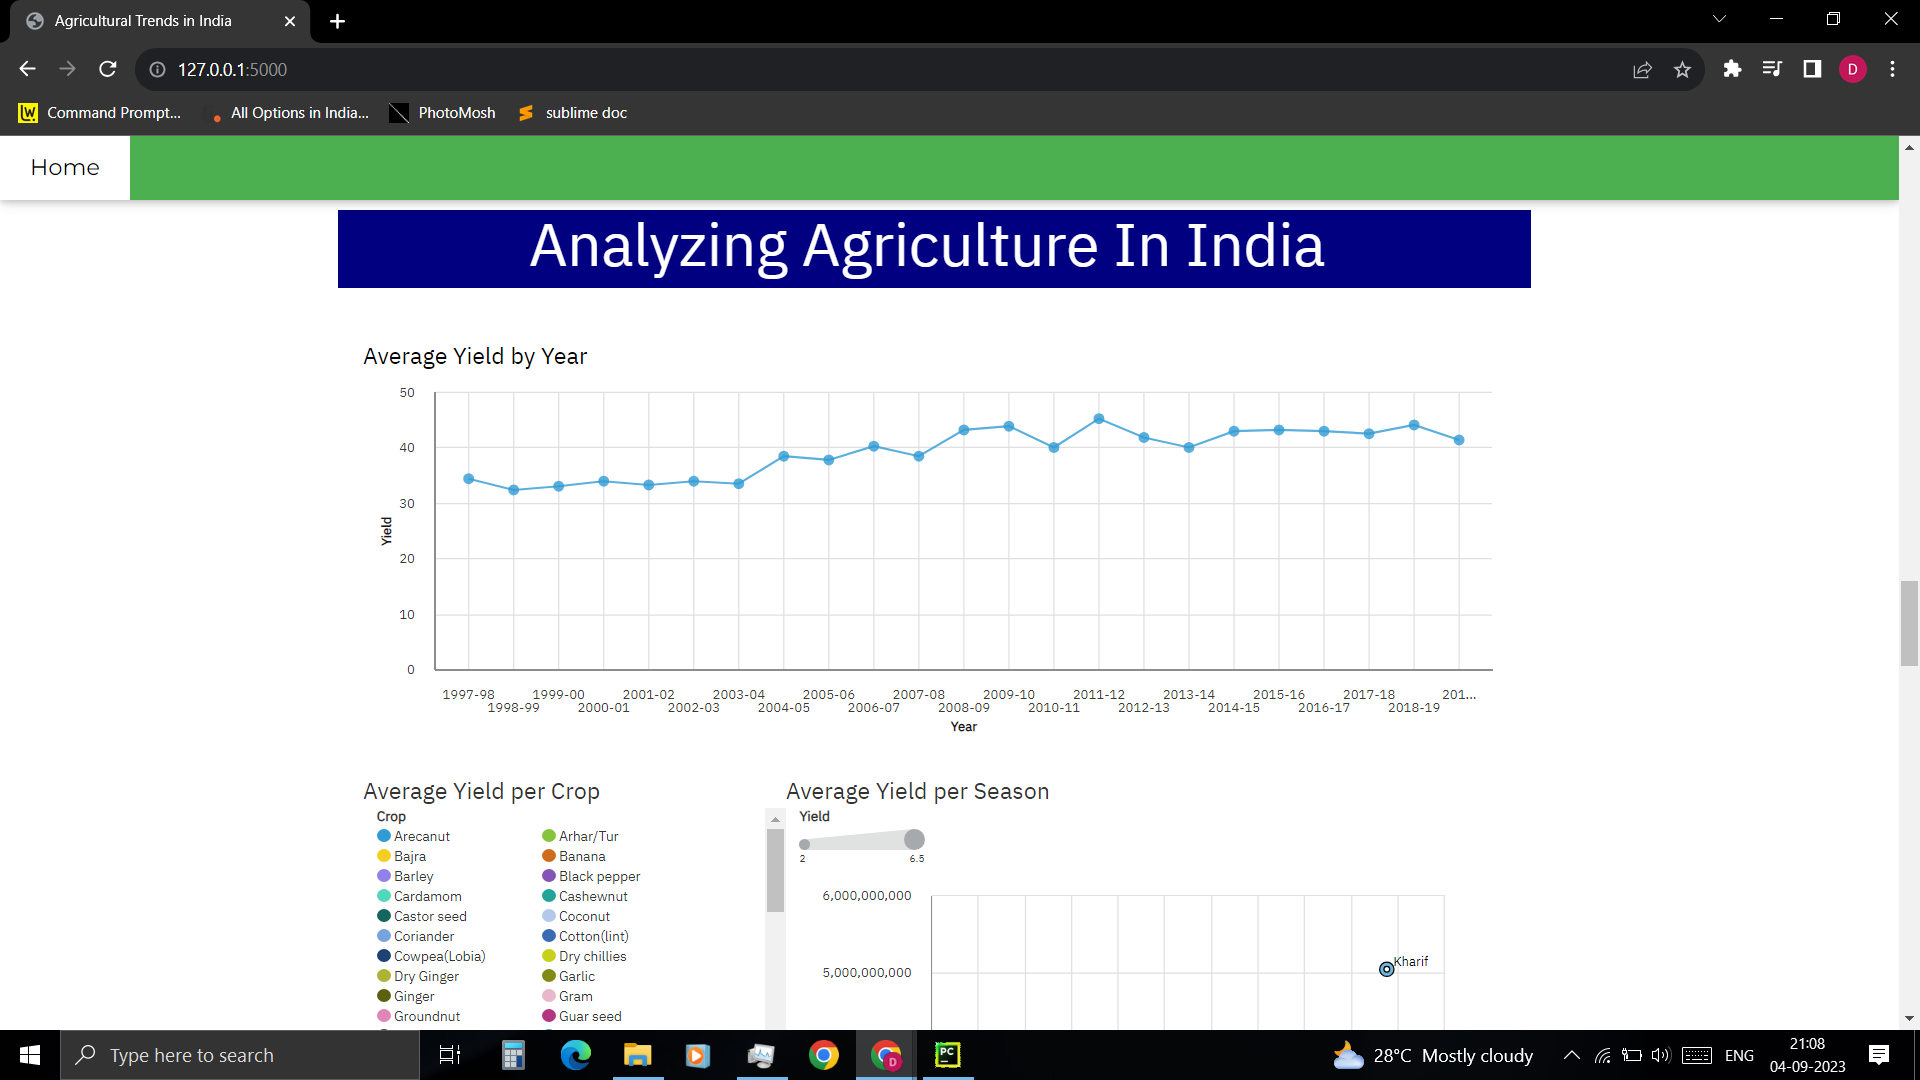 Agricultural Trends in India
127.0.0.1:5000
D
Command Prompt...
All Options in India...
PhotoMosh
sublime doc
Home
Analyzing Agriculture In India
Average Yield by Year
50
40
30
20
10
0
Yield
1997-98 1999-00 2001-02 2003-04 2005-06 2007-08 2009-10 2011-12 2013-14 2015-16 2017-18 201...
1998-99 2000-01 2002-03 2004-05 2006-07 2008-09 2010-11 2012-13 2014-15 2016-17 2018-19
Year
Average Yield per Crop
Crop
Arecanut Arhar/Tur
Bajra Banana
Barley Black pepper
Cardamom Cashewnut
Castor seed Coconut
Coriander Cotton(lint)
Cowpea(Lobia) Dry chillies
Dry Ginger Garlic
Ginger Gram
Groundnut Guar seed
Average Yield per Season
Yield
2 6.5
6,000,000,000
Kharif
5,000,000,000
Type here to search
PC
D
28°C Mostly cloudy
ENG
21:08
04-09-2023